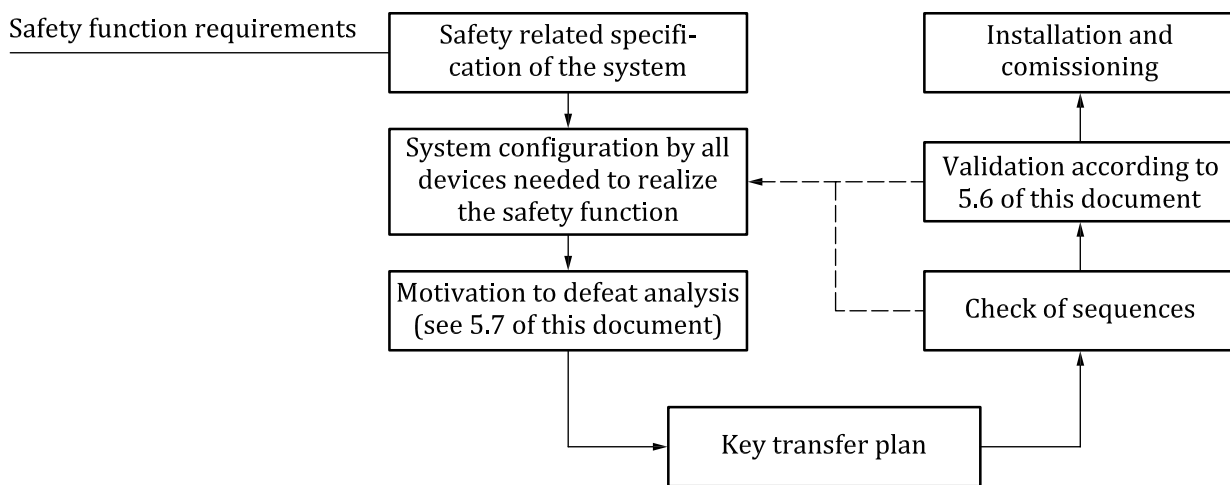 Safety function requirements
Safety related specifi-
cation of the system
System configuration by all
devices needed to realize
the safety function
Motivation to defeat analysis
(see 5.7 of this document)
Key transfer plan
Check of sequences
Validation according to
5.6 of this document
Installation and
comissioning